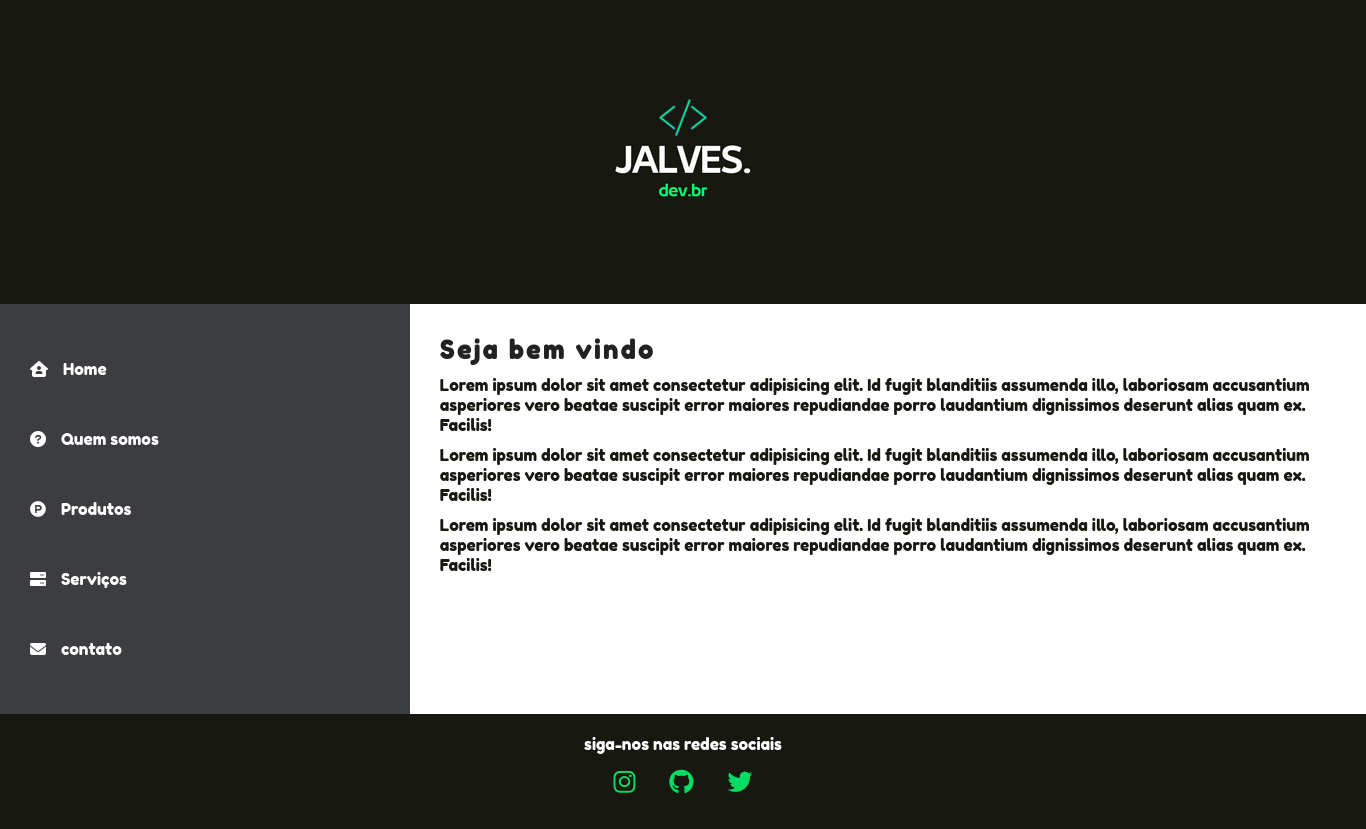 </>
JALVES.
dev.br
Home
Quem somos
Produtos
Serviços
contato
Seja bem vindo
Lorem ipsum dolor sit amet consectetur adipisicing elit. Id fugit blanditiis assumenda illo, laboriosam accusantium
asperiores vero beatae suscipit error maiores repudiandae porro laudantium dignissimos deserunt alias quam ex.
Facilis!
Lorem ipsum dolor sit amet consectetur adipisicing elit. Id fugit blanditiis assumenda illo, laboriosam accusantium
asperiores vero beatae suscipit error maiores repudiandae porro laudantium dignissimos deserunt alias quam ex.
Facilis!
Lorem ipsum dolor sit amet consectetur adipisicing elit. Id fugit blanditiis assumenda illo, laboriosam accusantium
asperiores vero beatae suscipit error maiores repudiandae porro laudantium dignissimos deserunt alias quam ex.
Facilis!
siga-nos nas redes sociais